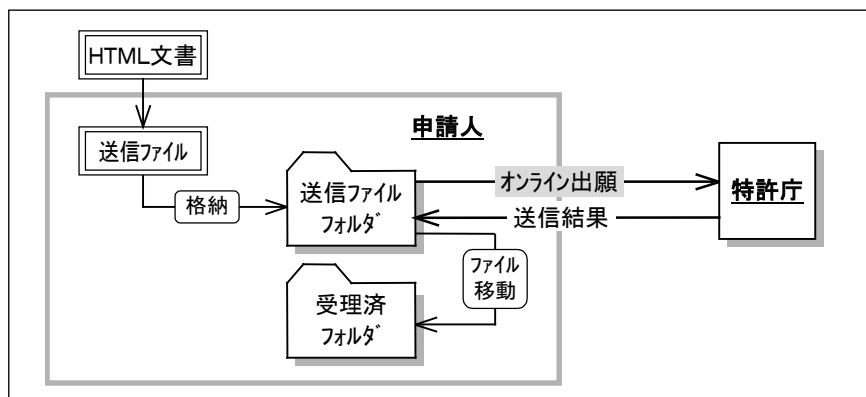 HTML文書
申請人
送信ファイル
格納
送信ファイル
フォルダ
オンライン出願
送信結果
特許庁
ファイル
移動
受理済
フォルダ